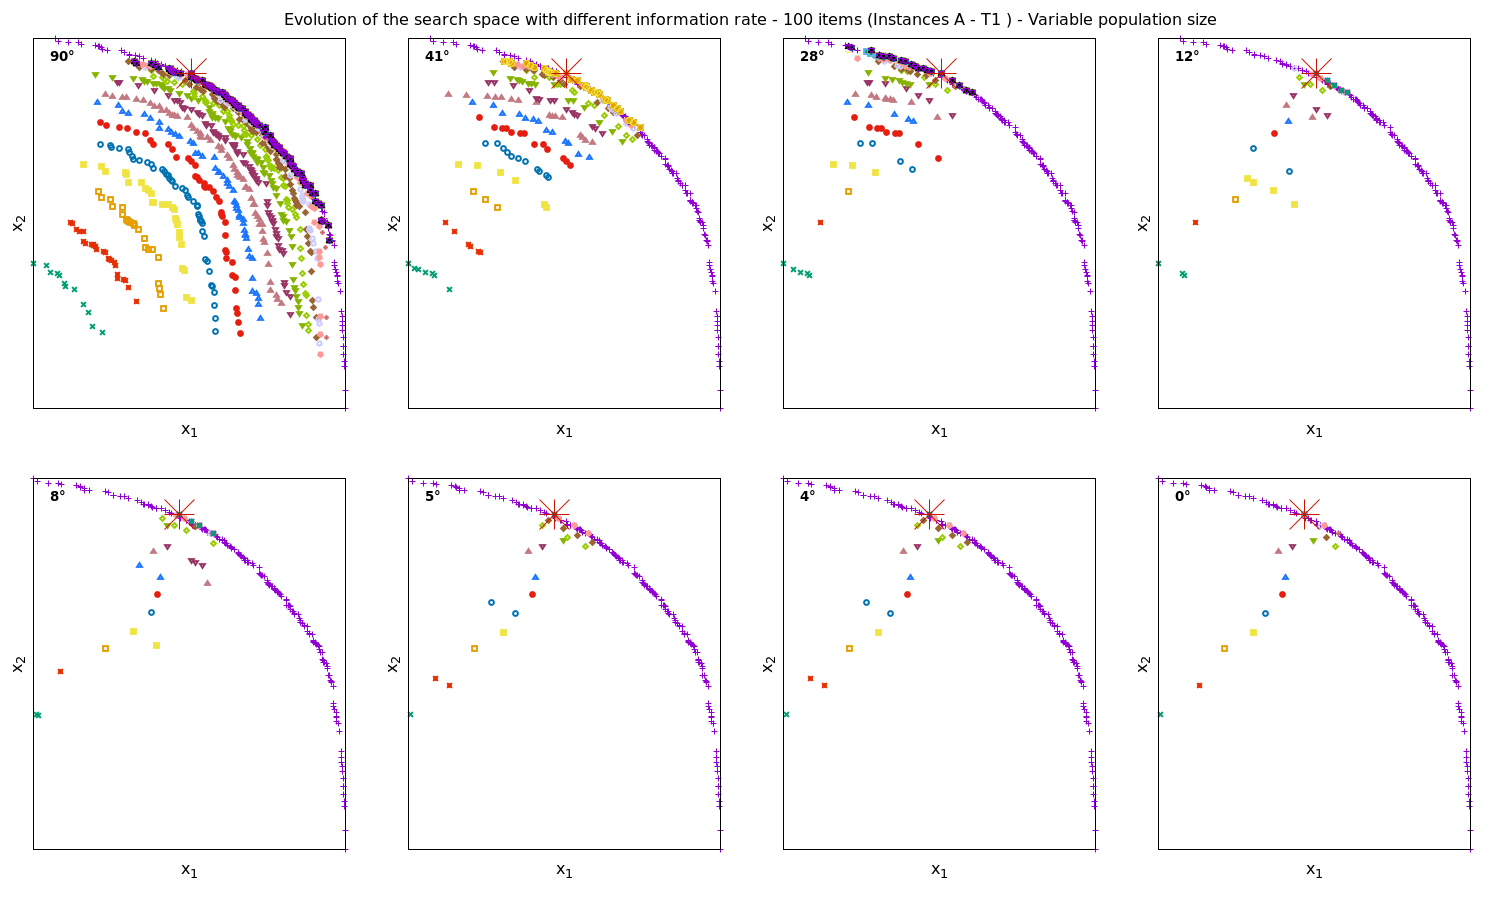 Evolution of the search space with different information rate - 100 items (Instances A - T1 ) - Variable population size
90° 41° 28° 12°
x2 x2 x2 x2
x1 x1 x1 x1
8° 5° 4° 0°
x2 x2 x2 x2
x1 x1 x1 x1